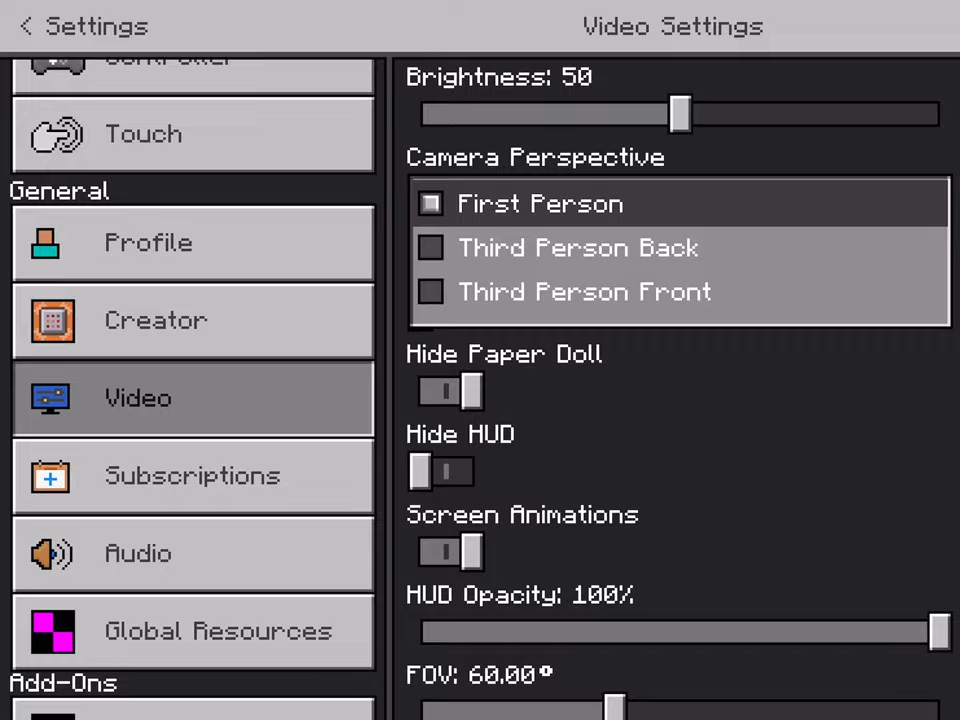 Settings
Video Settings
Controller
Touch
General
Profile
Creator
Video
Subscriptions
Audio
Global Resources
Add-Ons
Brightness: 50
Camera Perspective
First Person
Third Person Back
Third Person Front
Hide Paper Doll
Hide HUD
Screen Animations
HUD Opacity: 100%
FOV: 60.00°